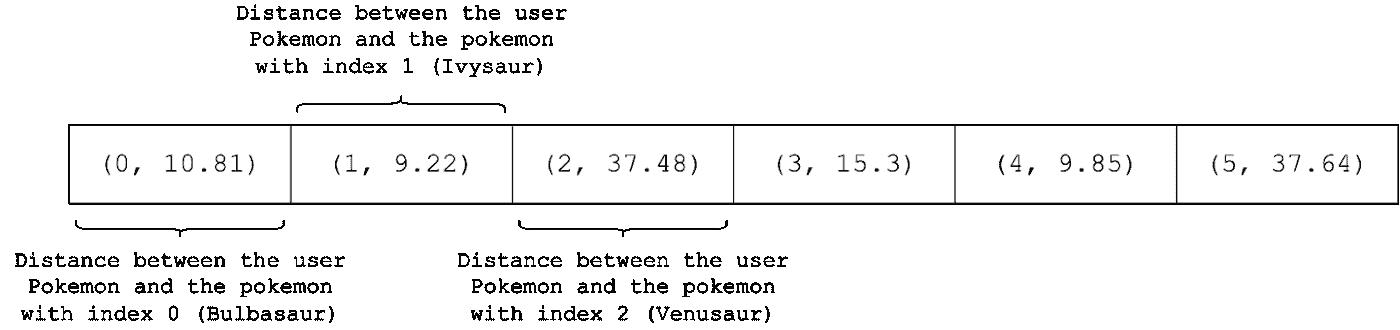 Distance between the user
Pokemon and the pokemon
with index 1 (Ivysaur)
(0, 10.81) (1, 9.22) (2, 37.48) (3, 15.3) (4, 9.85) (5, 37.64)
Distance between the user
Pokemon and the pokemon
with index 0 (Bulbasaur)
Distance between the user
Pokemon and the pokemon
with index 2 (Venusaur)